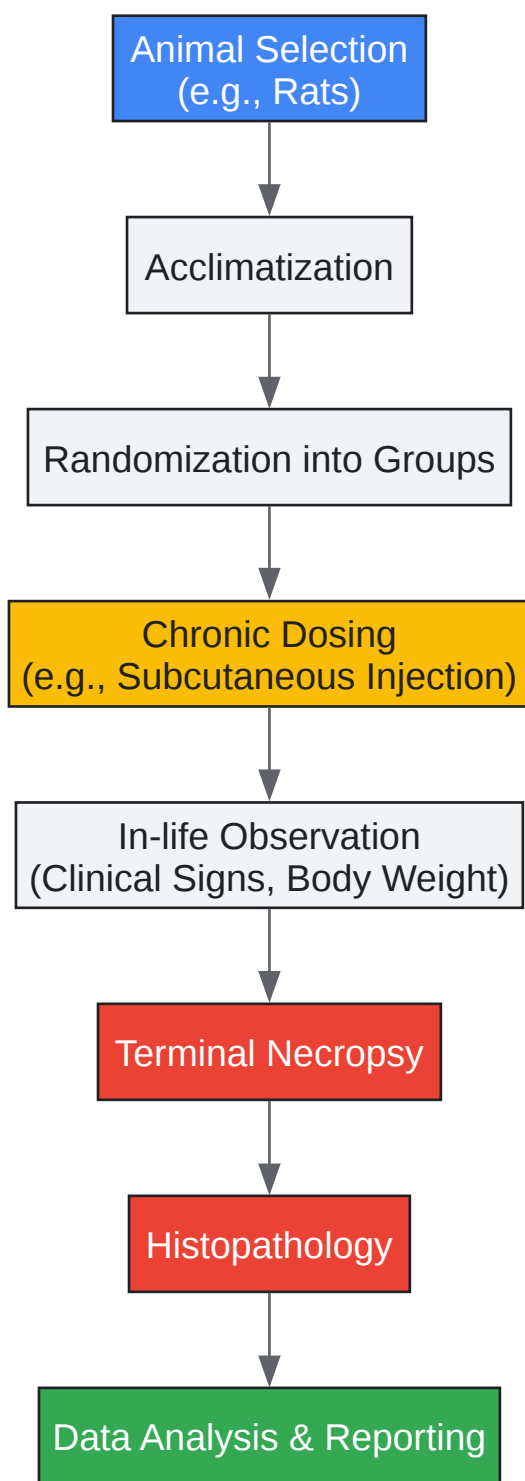 Animal Selection
(e.g., Rats)
Acclimatization
Randomization into Groups
Chronic Dosing
(e.g., Subcutaneous Injection)
In-life Observation
(Clinical Signs, Body Weight)
Terminal Necropsy
Histopathology
Data Analysis & Reporting